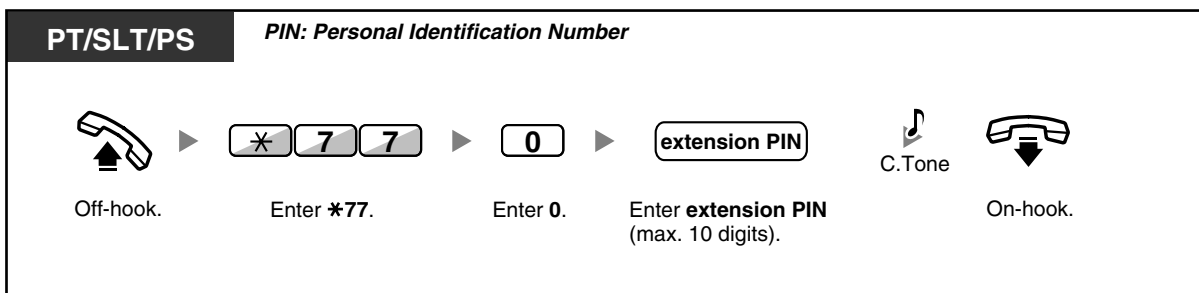 PT/SLT/PS
PIN: Personal Identification Number
* 7 7
0
extension PIN
C.Tone
Off-hook.
Enter *77.
Enter 0.
Enter extension PIN
(max. 10 digits).
On-hook.